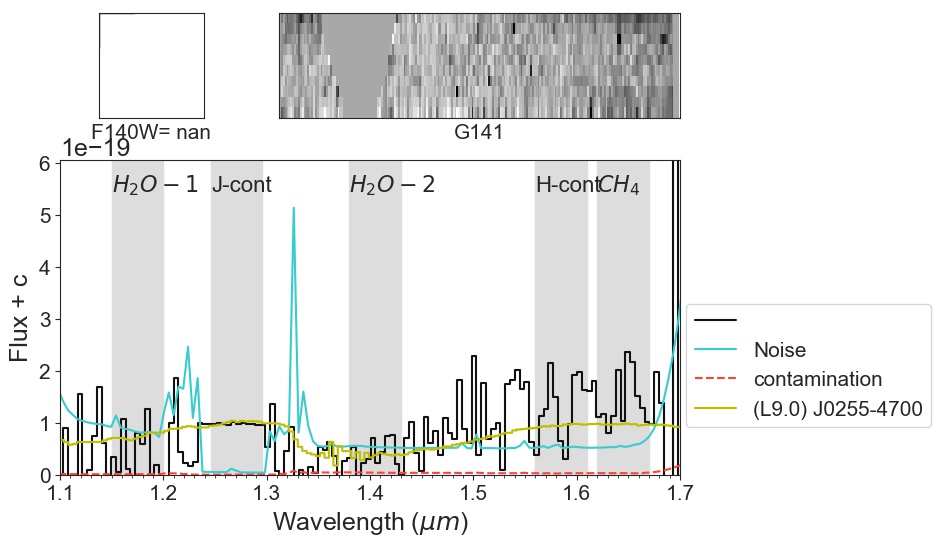 F140W= nan
G141
1e−19
H₂O − 1
J-cont
H₂O − 2
H-cont
CH₄
6
5
4
3
2
1
0
Flux + c
1.1
1.2
1.3
1.4
1.5
1.6
1.7
Wavelength (μm)
Noise
contamination
(L9.0) J0255-4700